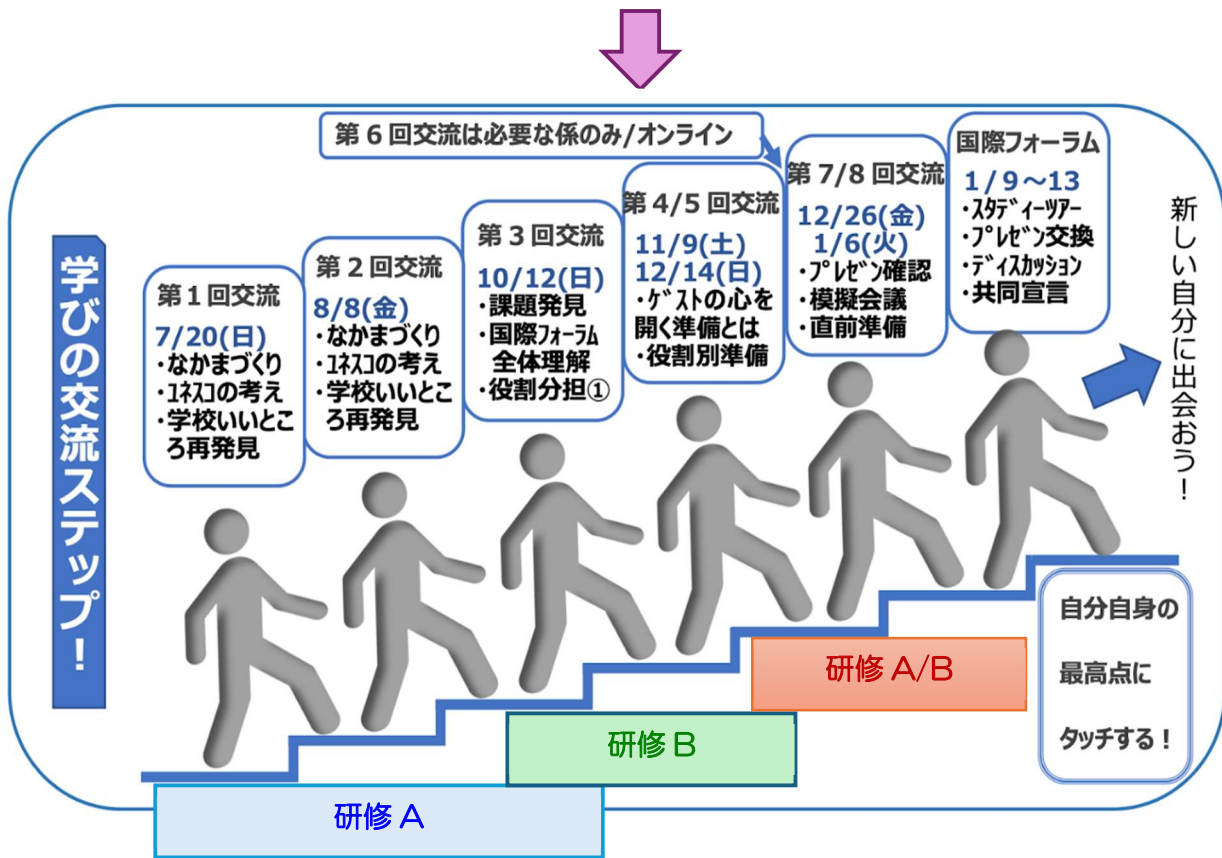 学びの交流ステップ！
第６回交流は必要な係のみ/オンライン
第１回交流
7/20(日)
・なかまづくり
・ﾕﾈｽｺの考え
・学校いいとこ
ろ再発見
第２回交流
8/8(金)
・なかまづくり
・ﾕﾈｽｺの考え
・学校いいとこ
ろ再発見
第３回交流
10/12(日)
・課題発見
・国際ﾌｫｰﾗﾑ
全体理解
・役割分担①
第４/５回交流
11/9(土)
12/14(日)
・ｹﾞｽﾄの心を
開く準備とは
・役割別準備
第７/８回交流
12/26(金)
1/6(火)
・ﾌﾟﾚｾﾞﾝ確認
・模擬会議
・直前準備
国際フォーラム
1/9～13
・ｽﾀﾃﾞｨｰﾂｱｰ
・ﾌﾟﾚｾﾞﾝ交換
・ﾃﾞｨｽｶｯｼｮﾝ
・共同宣言
新しい自分に出会おう！
自分自身の
最高点に
タッチする！
研修 A/B
研修 B
研修 A